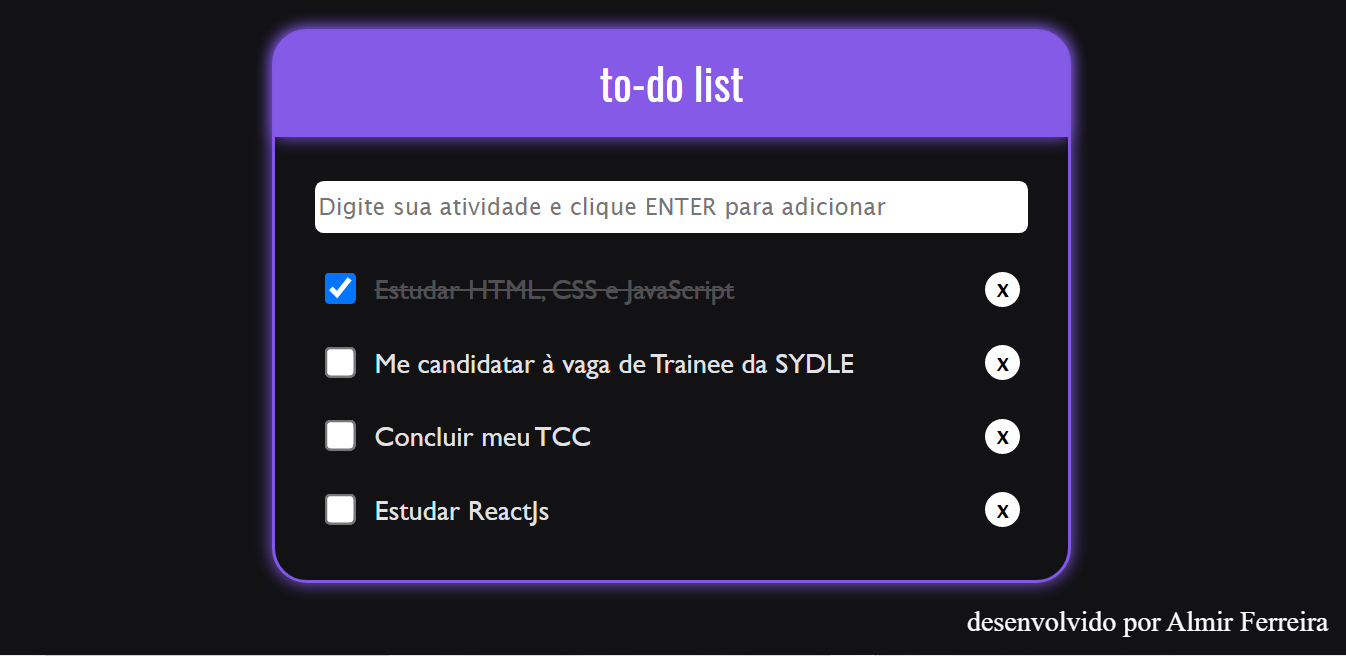 to-do list
Digite sua atividade e clique ENTER para adicionar
Estudar HTML, CSS e JavaScript x
Me candidatar à vaga de Trainee da SYDLE x
Concluir meu TCC x
Estudar ReactJs x
desenvolvido por Almir Ferreira